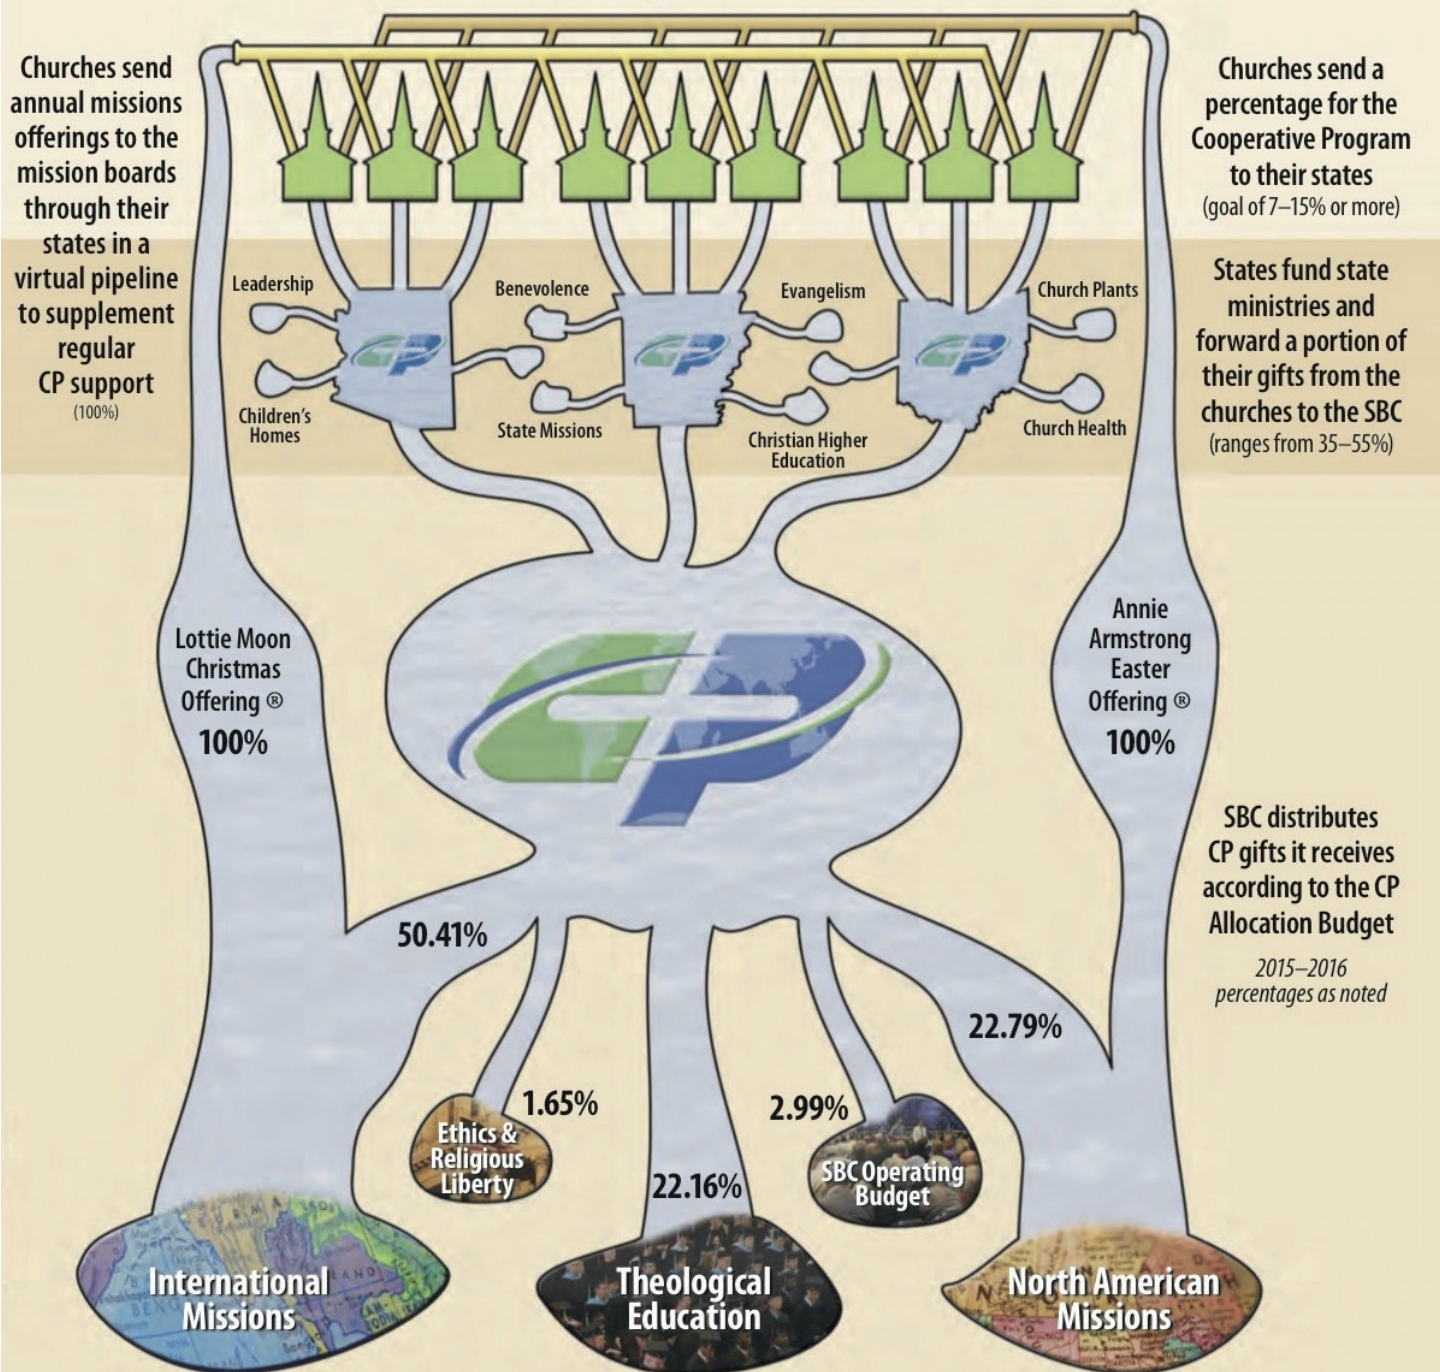 Churches send
annual missions
offerings to the
mission boards
through their
states in a
virtual pipeline
to supplement
regular
CP support
(100%)
Churches send a
percentage for the
Cooperative Program
to their states
(goal of 7–15% or more)
States fund state
ministries and
forward a portion of
their gifts from the
churches to the SBC
(ranges from 35–55%)
Leadership
Children's
Homes
Benevolence
State Missions
Evangelism
Christian Higher
Education
Church Plants
Church Health
CP
CP
CP
Lottie Moon
Christmas
Offering ®
100%
CP
Annie
Armstrong
Easter
Offering ®
100%
SBC distributes
CP gifts it receives
according to the CP
Allocation Budget
2015–2016
percentages as noted
50.41%
1.65%
22.16%
2.99%
22.79%
Ethics &
Religious
Liberty
SBC Operating
Budget
International
Missions
Theological
Education
North American
Missions